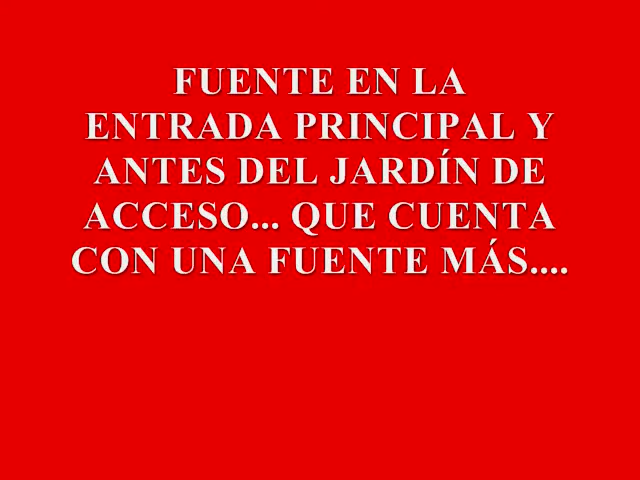 FUENTE EN LA
ENTRADA PRINCIPAL Y
ANTES DEL JARDÍN DE
ACCESO... QUE CUENTA
CON UNA FUENTE MÁS....